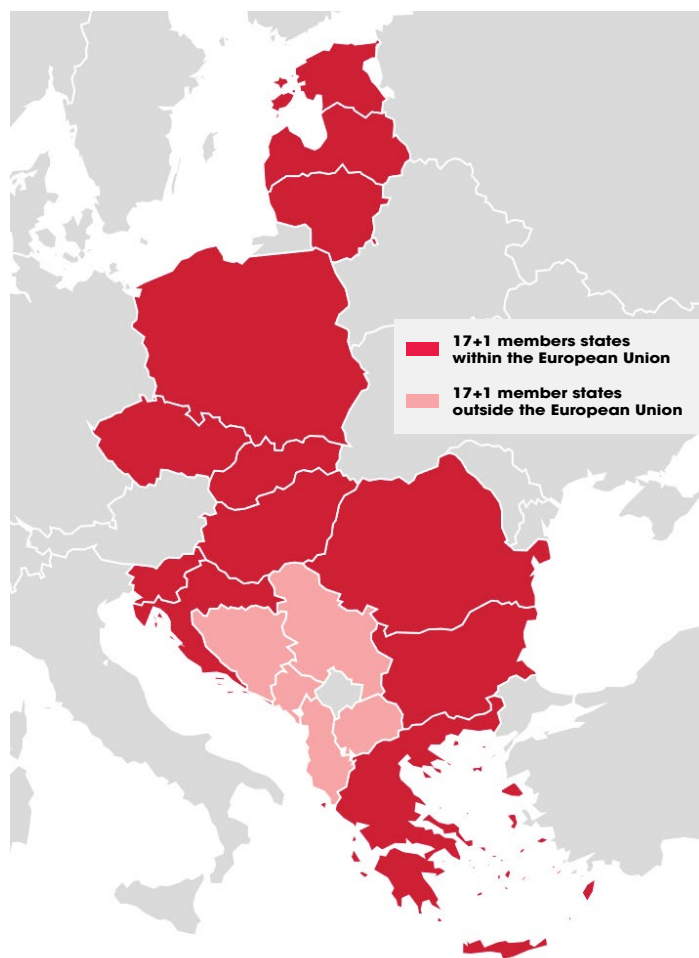 17+1 members states
within the European Union
17+1 member states
outside the European Union